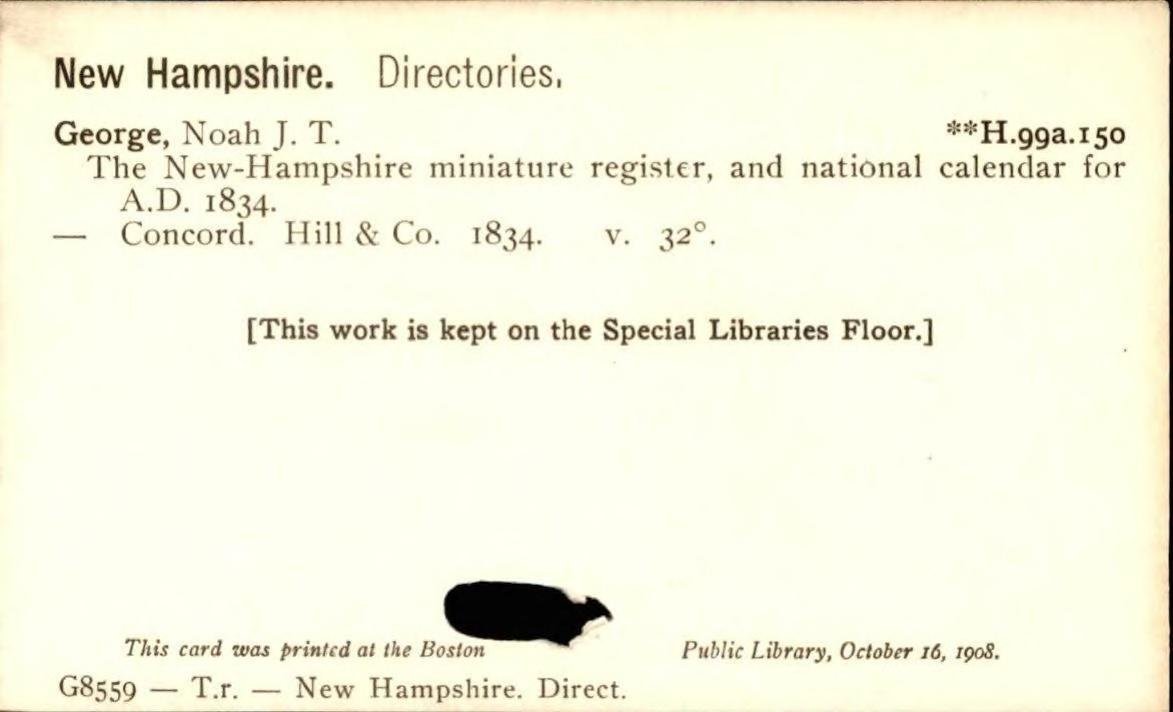 New Hampshire. Directories.
George, Noah J. T. **H.99a.150
The New-Hampshire miniature register, and national calendar for
A.D. 1834.
— Concord. Hill & Co. 1834. v. 32°.
[This work is kept on the Special Libraries Floor.]
This card was printed at the Boston Public Library, October 16, 1908.
G8559 — T.r. — New Hampshire. Direct.